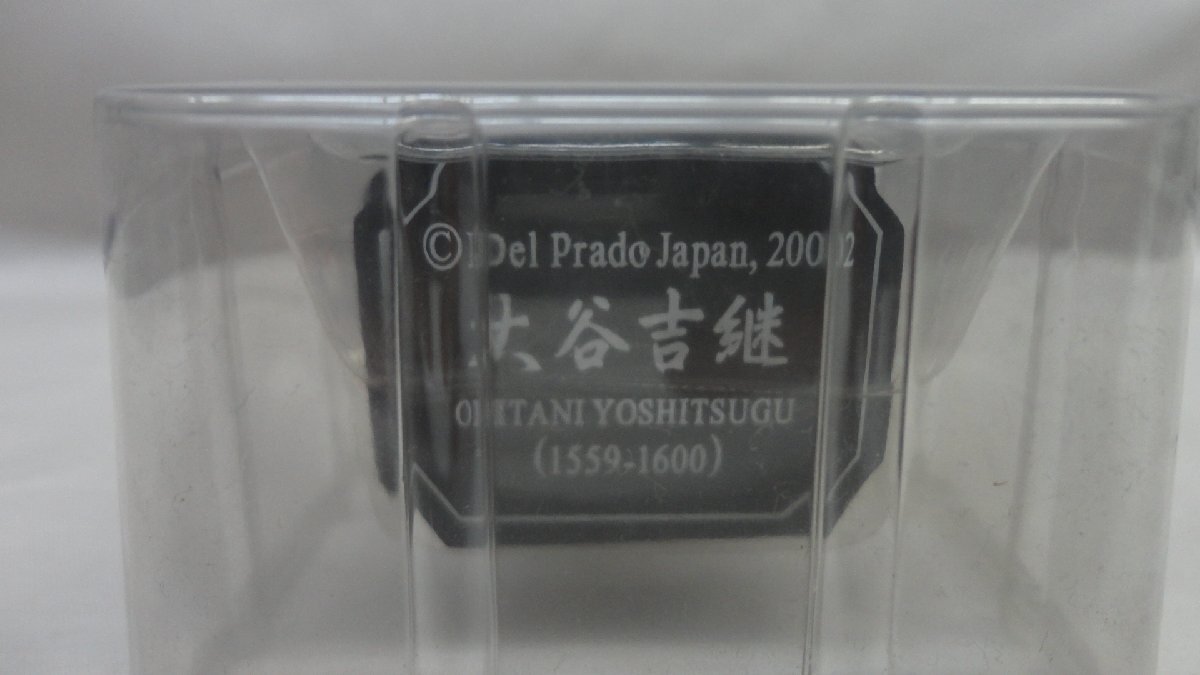 © Del Prado Japan, 2002
大谷吉継
OHTANI YOSHITSUGU
(1559-1600)